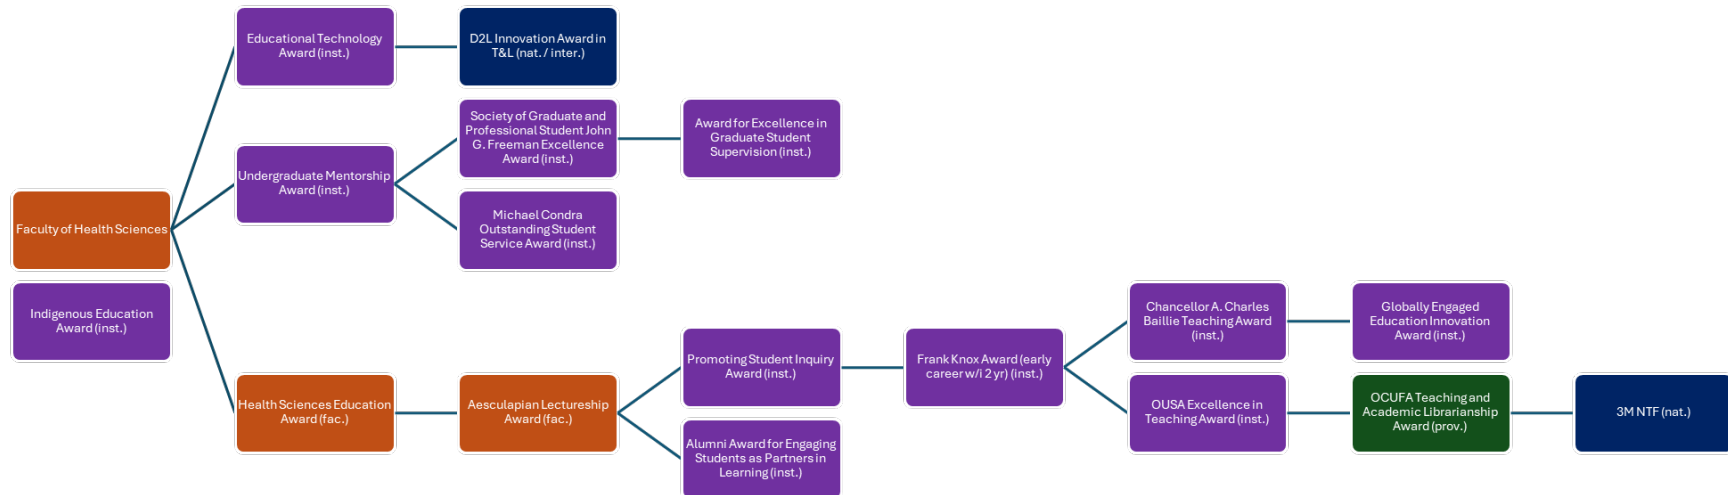 Educational Technology
Award (inst.)
D2L Innovation Award in
T&L (nat. / inter.)
Society of Graduate and
Professional Student John
G. Freeman Excellence
Award (inst.)
Award for Excellence in
Graduate Student
Supervision (inst.)
Undergraduate Mentorship
Award (inst.)
Michael Condra
Outstanding Student
Service Award (inst.)
Faculty of Health Sciences
Indigenous Education
Award (inst.)
Health Sciences Education
Award (fac.)
Aesculapian Lectureship
Award (fac.)
Promoting Student Inquiry
Award (inst.)
Alumni Award for Engaging
Students as Partners in
Learning (inst.)
Frank Knox Award (early
career w/i 2 yr) (inst.)
Chancellor A. Charles
Baillie Teaching Award
(inst.)
Globally Engaged
Education Innovation
Award (inst.)
OUSA Excellence in
Teaching Award (inst.)
OCUFA Teaching and
Academic Librarianship
Award (prov.)
3M NTF (nat.)